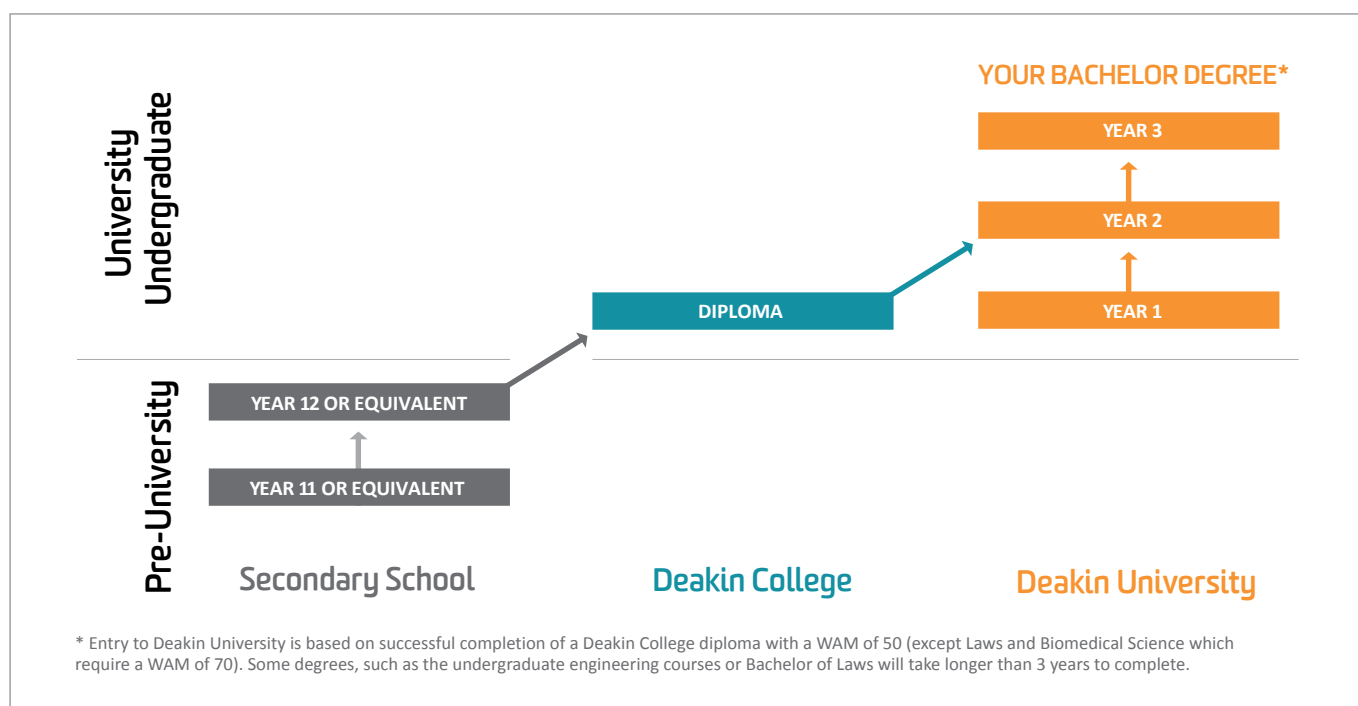 YOUR BACHELOR DEGREE*
University
Undergraduate
YEAR 3
YEAR 2
DIPLOMA
YEAR 1
Pre-University
YEAR 12 OR EQUIVALENT
YEAR 11 OR EQUIVALENT
Secondary School
Deakin College
Deakin University
* Entry to Deakin University is based on successful completion of a Deakin College diploma with a WAM of 50 (except Laws and Biomedical Science which
require a WAM of 70). Some degrees, such as the undergraduate engineering courses or Bachelor of Laws will take longer than 3 years to complete.